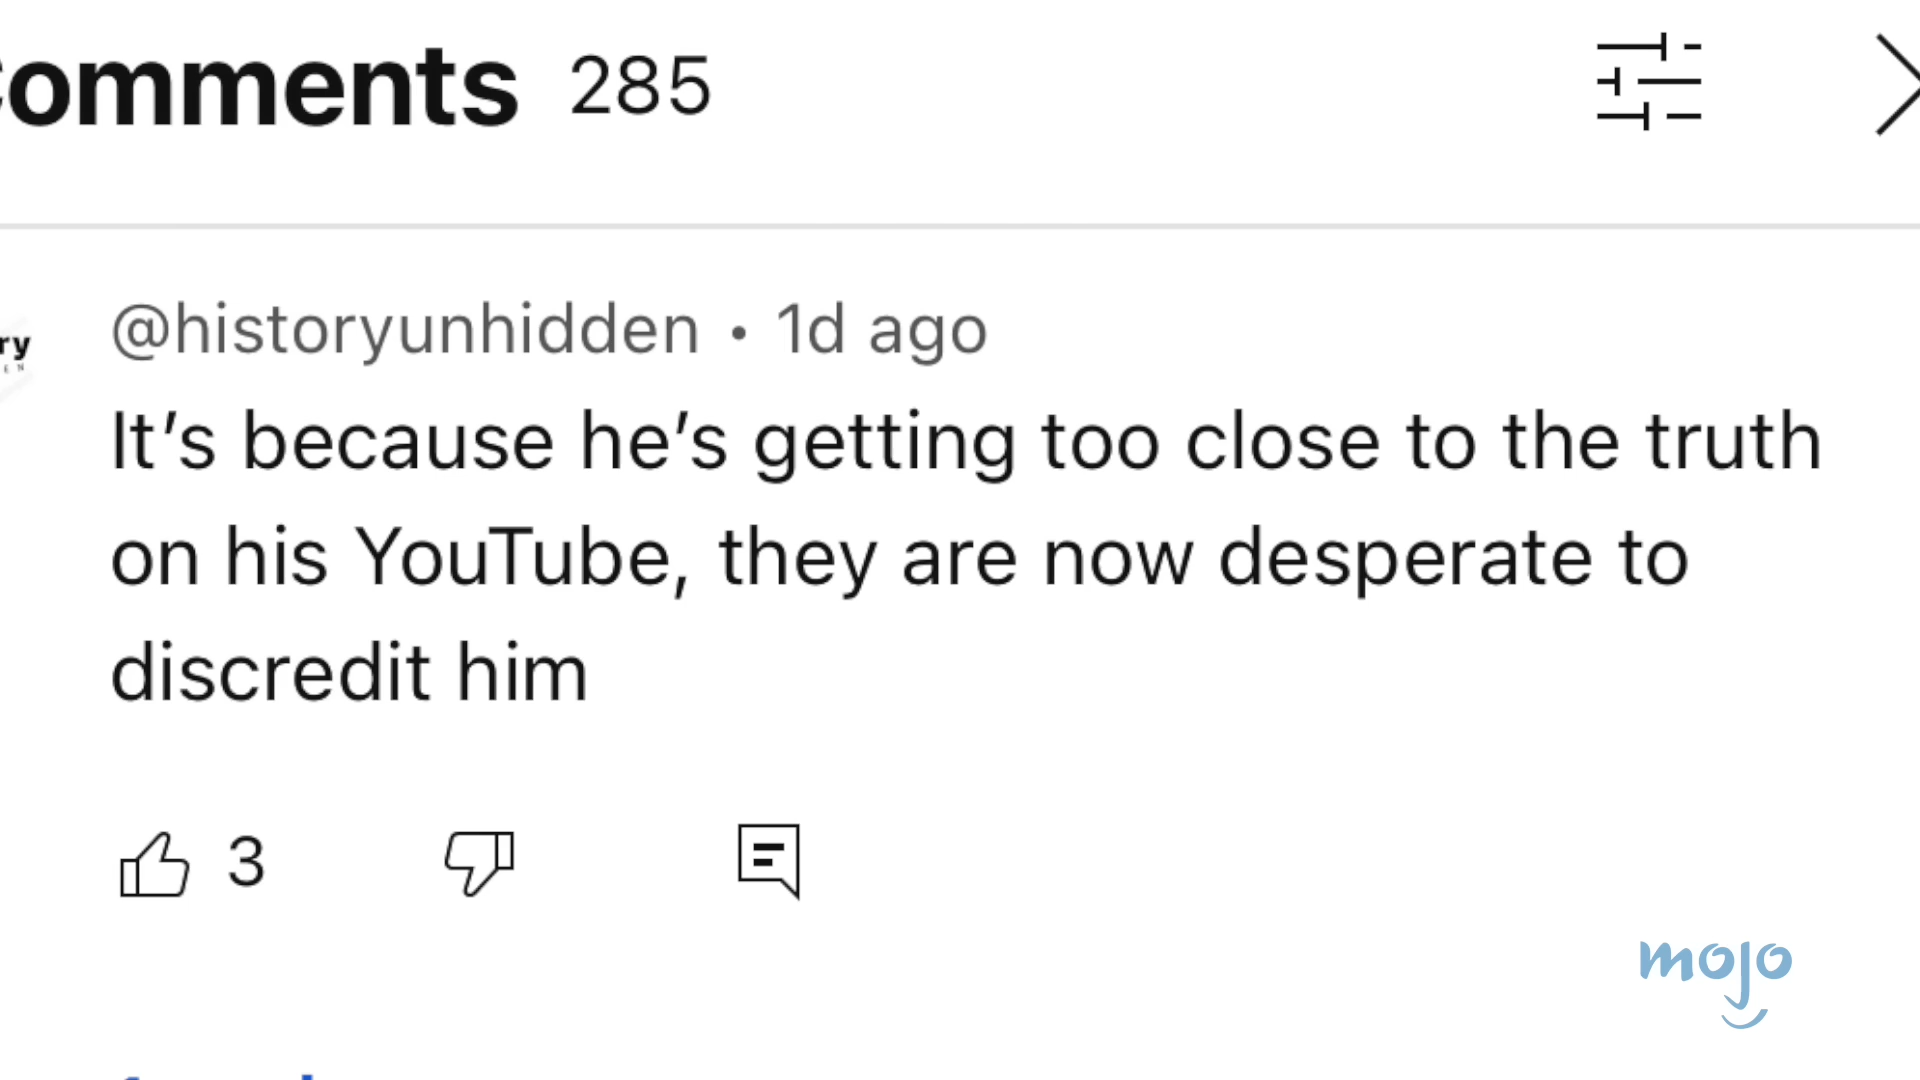 omments 285
@historyunhidden • 1d ago
It’s because he’s getting too close to the truth
on his YouTube, they are now desperate to
discredit him
3
mojo